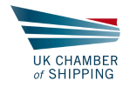 UK CHAMBER
of SHIPPING